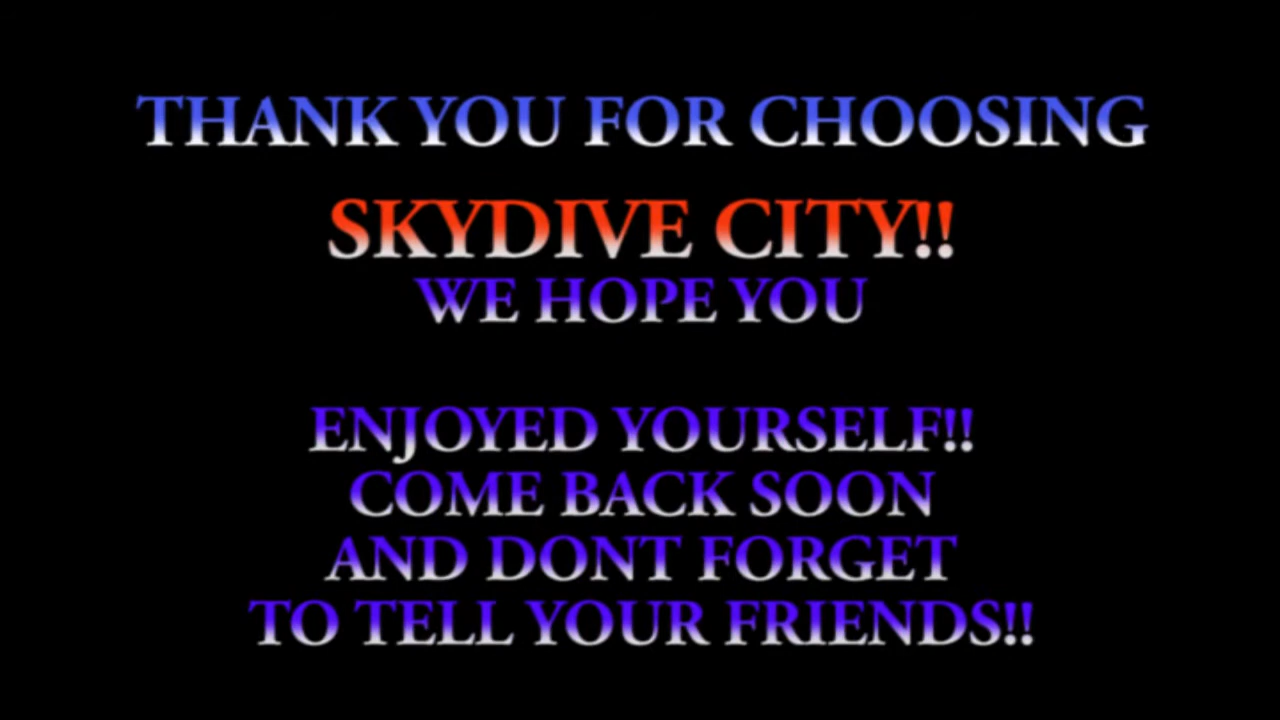 THANK YOU FOR CHOOSING
SKYDIVE CITY!!
WE HOPE YOU
ENJOYED YOURSELF!!
COME BACK SOON
AND DONT FORGET
TO TELL YOUR FRIENDS!!